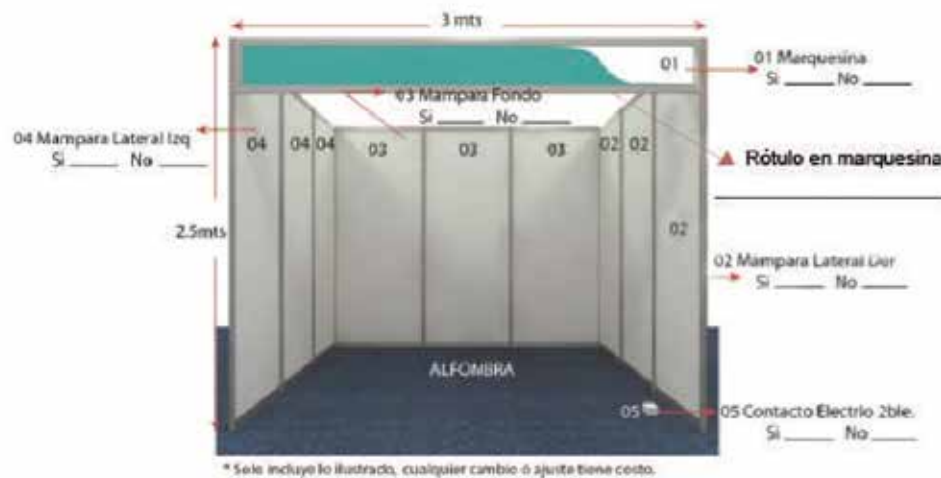 3 mts
01
01 Marquesina
Si _____ No _____
03 Mampara Fondo
Si _____ No _____
04 Mampara Lateral Izq
Si _____ No _____
04 04 04 03 03 03 02 02
Rótulo en marquesina
2.5mts
02
02 Mampara Lateral Der
Si _____ No _____
ALFOMBRA
05
05 Contacto Electrio 2ble.
Si _____ No _____
* Solo incluye lo ilustrado, cualquier cambio ó ajuste tiene costo.